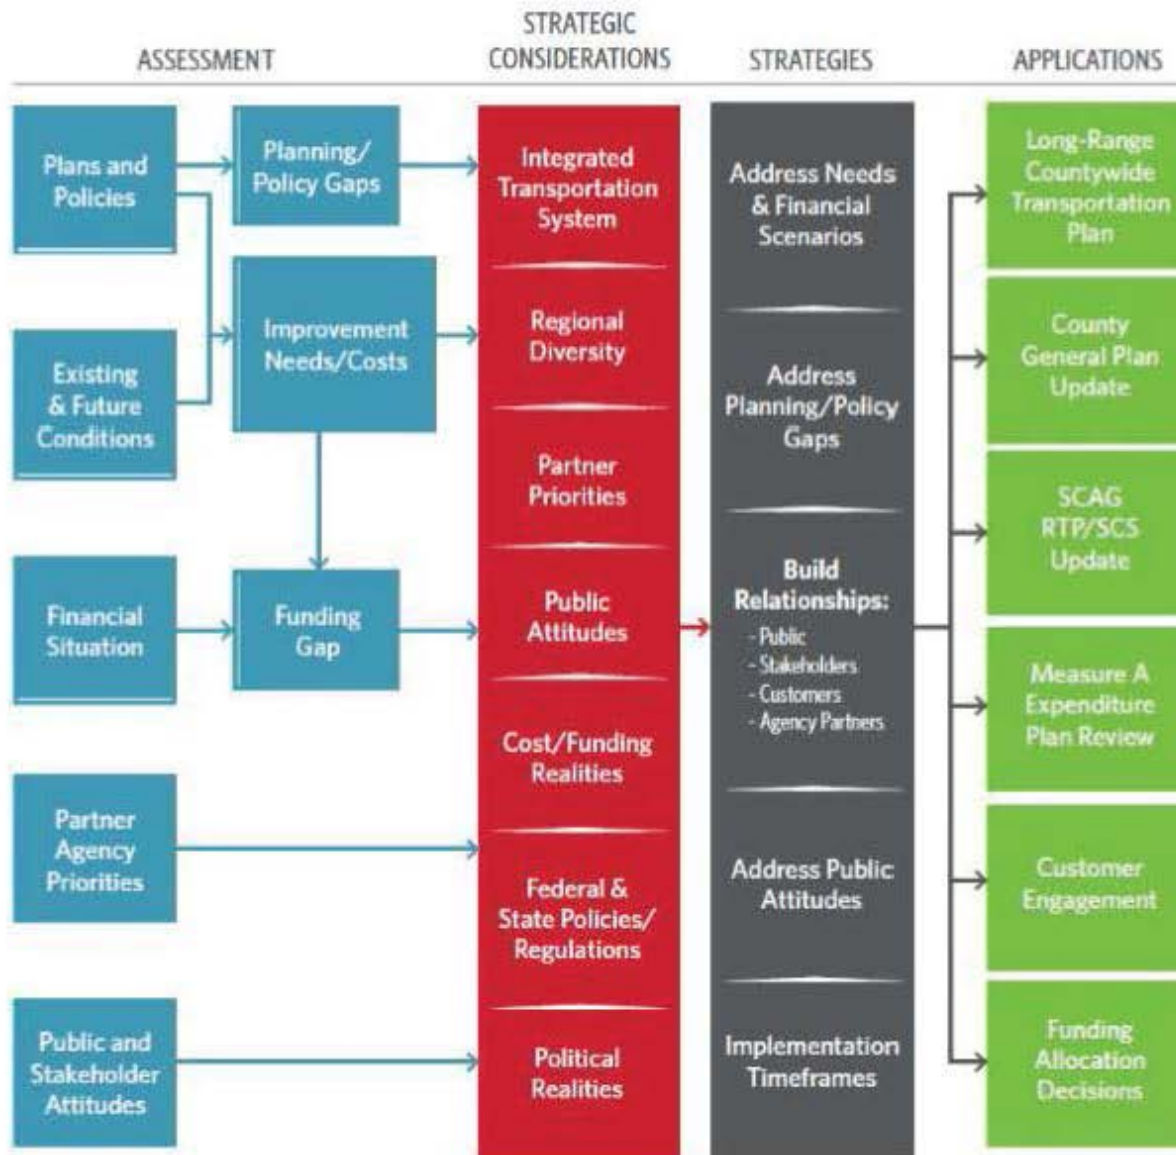 ASSESSMENT
STRATEGIC
CONSIDERATIONS
STRATEGIES
APPLICATIONS
Plans and
Policies
Planning/
Policy Gaps
Existing
& Future
Conditions
Improvement
Needs/Costs
Financial
Situation
Funding
Gap
Partner
Agency
Priorities
Public and
Stakeholder
Attitudes
Integrated
Transportation
System
Regional
Diversity
Partner
Priorities
Public
Attitudes
Cost/Funding
Realities
Federal &
State Policies/
Regulations
Political
Realities
Address Needs
& Financial
Scenarios
Address
Planning/Policy
Gaps
Build
Relationships:
- Public
- Stakeholders
- Customers
- Agency Partners
Address Public
Attitudes
Implementation
Timeframes
Long-Range
Countywide
Transportation
Plan
County
General Plan
Update
SCAG
RTP/SCS
Update
Measure A
Expenditure
Plan Review
Customer
Engagement
Funding
Allocation
Decisions